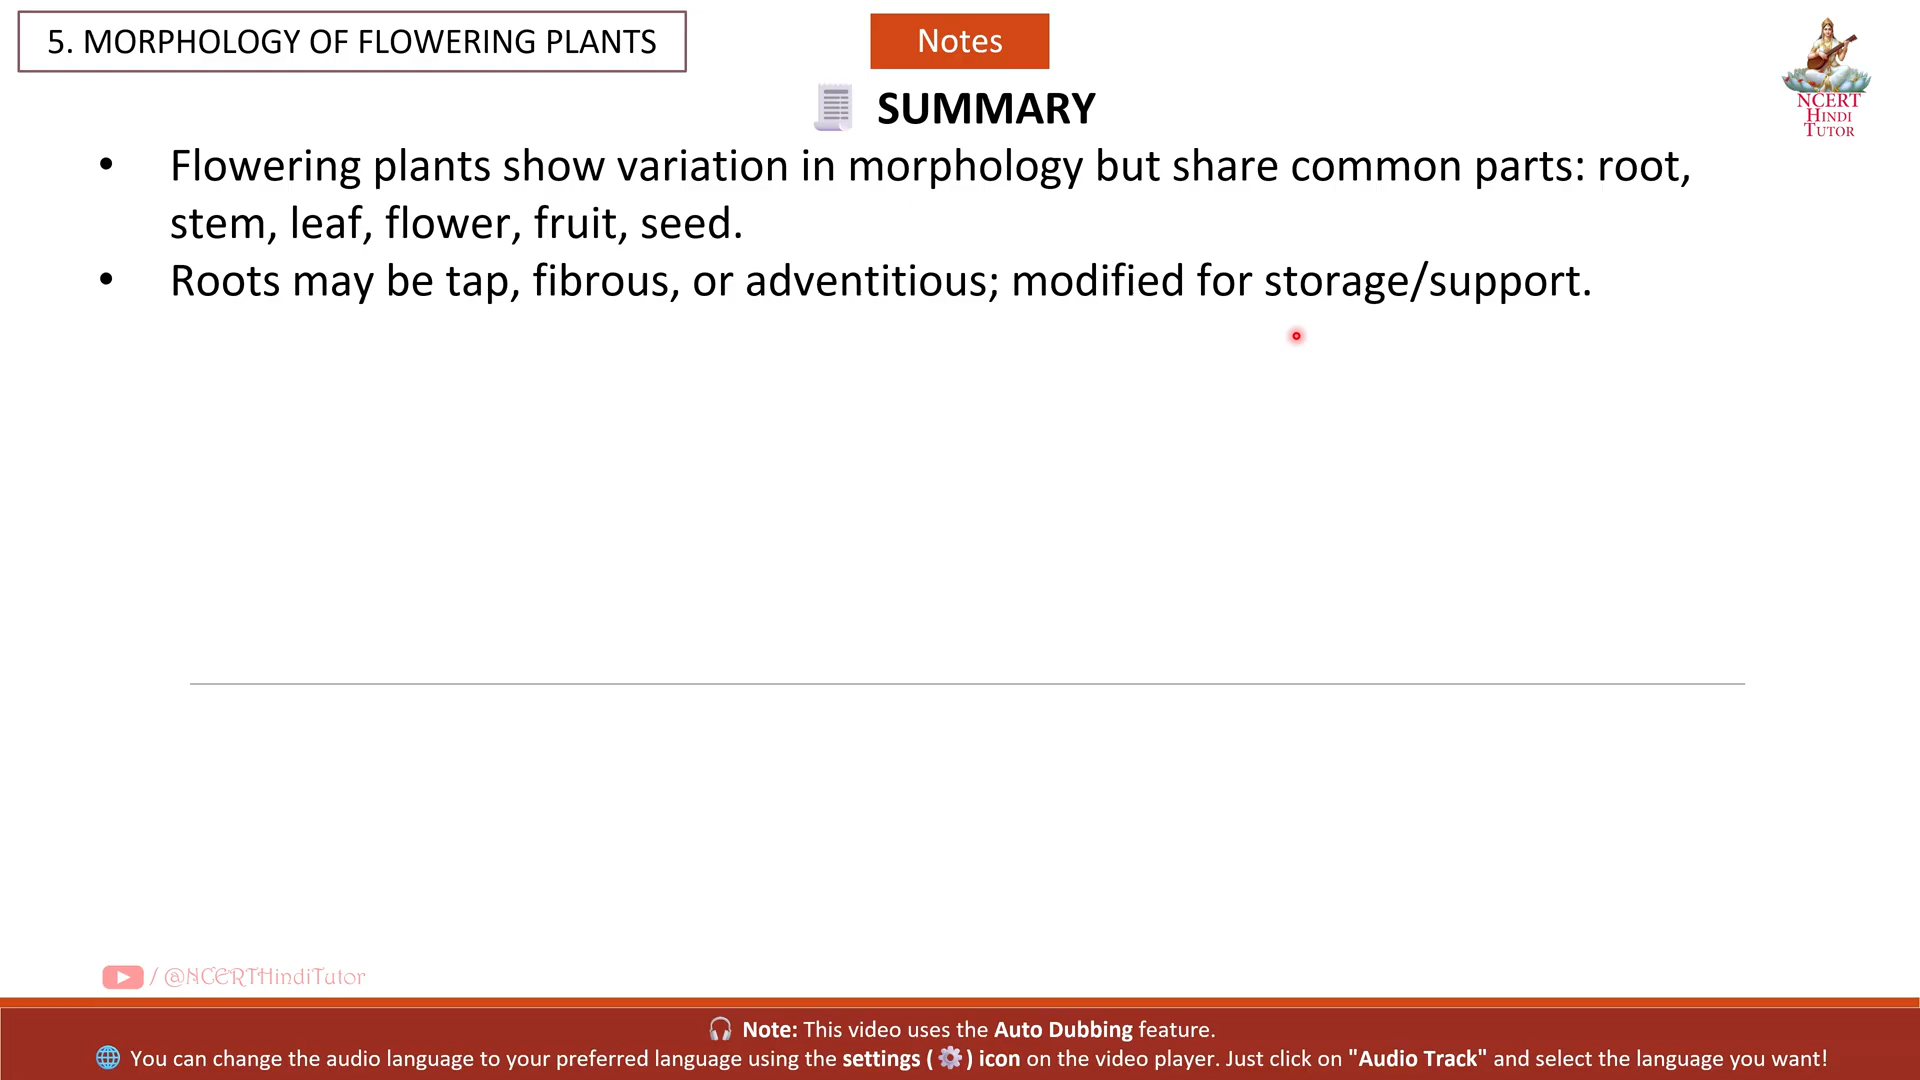 5. MORPHOLOGY OF FLOWERING PLANTS
Notes
SUMMARY
NCERT
HINDI
TUTOR
• Flowering plants show variation in morphology but share common parts: root,
stem, leaf, flower, fruit, seed.
• Roots may be tap, fibrous, or adventitious; modified for storage/support.
/ @NCERTHindiTutor
Note: This video uses the Auto Dubbing feature.
You can change the audio language to your preferred language using the settings ( ⚙ ) icon on the video player. Just click on "Audio Track" and select the language you want!